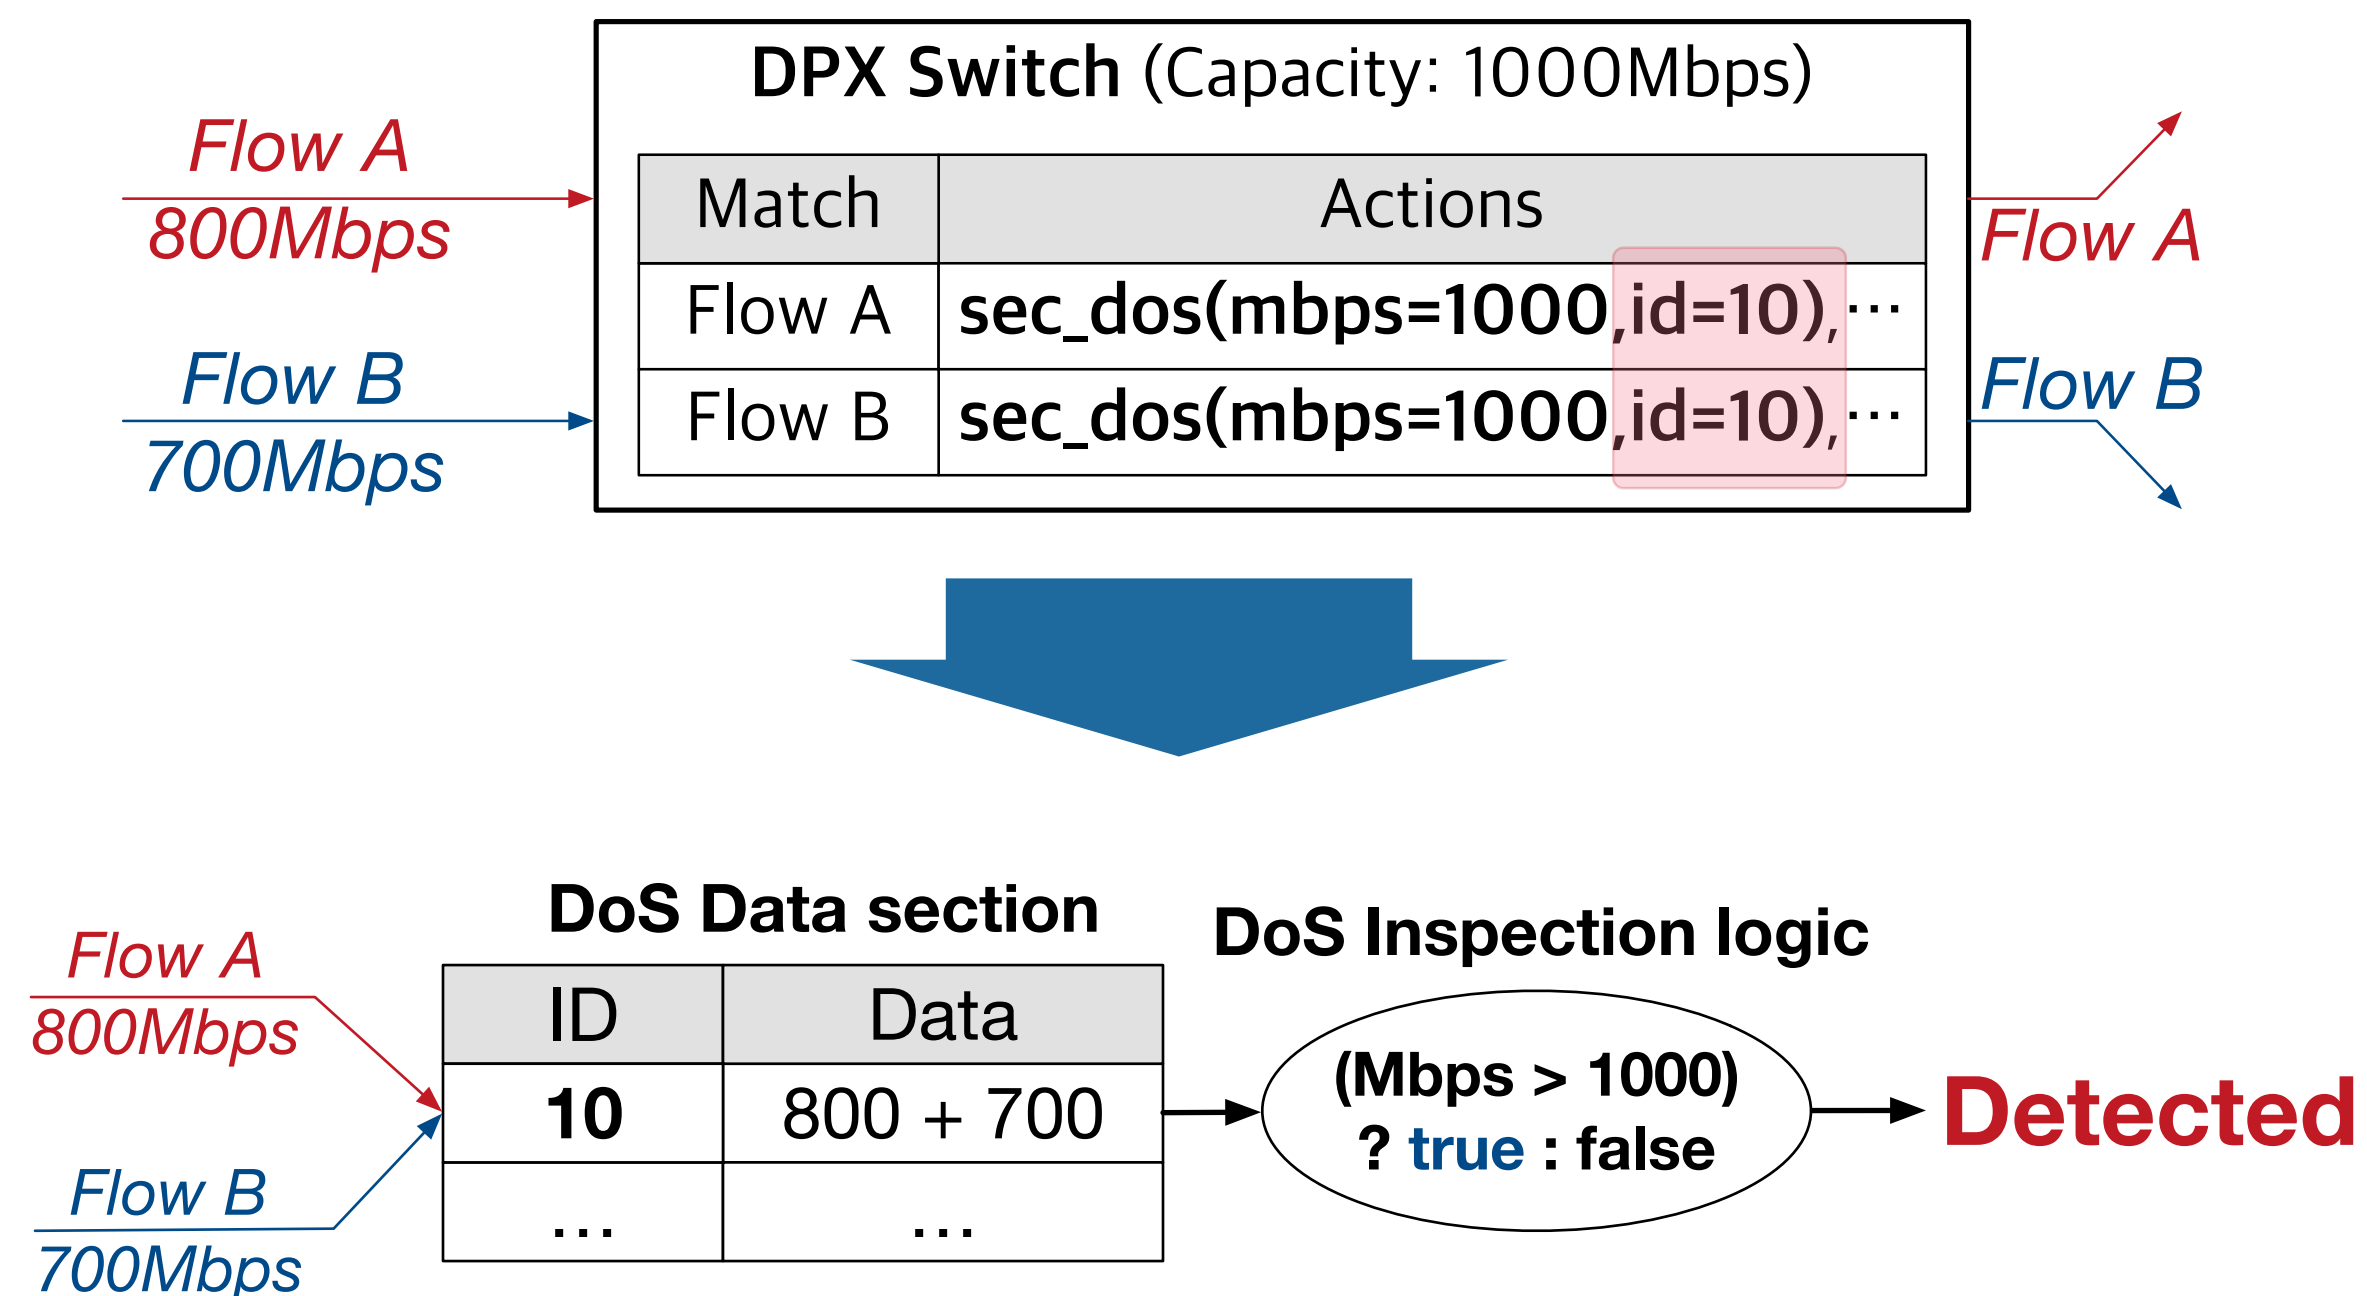 DPX Switch (Capacity: 1000Mbps)
Flow A
800Mbps
Flow B
700Mbps
Match Actions
Flow A sec_dos(mbps=1000,id=10),⋯
Flow B sec_dos(mbps=1000,id=10),⋯
Flow A
Flow B
DoS Data section
DoS Inspection logic
Flow A
800Mbps
Flow B
700Mbps
ID Data
10 800 + 700
... ...
(Mbps > 1000)
? true : false
Detected